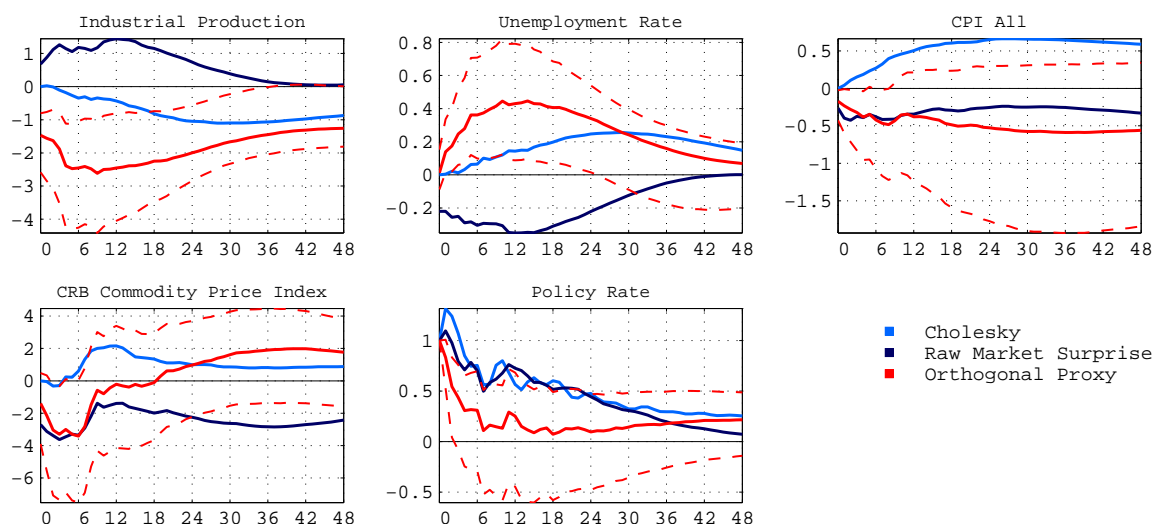 Industrial Production
Unemployment Rate
CPI All
1
0
−1
−2
−3
−4
0 6 12 18 24 30 36 42 48
0.8
0.6
0.4
0.2
0
−0.2
0 6 12 18 24 30 36 42 48
0.5
0
−0.5
−1
−1.5
0 6 12 18 24 30 36 42 48
CRB Commodity Price Index
Policy Rate
4
2
0
−2
−4
−6
0 6 12 18 24 30 36 42 48
1
0.5
0
−0.5
0 6 12 18 24 30 36 42 48
Cholesky
Raw Market Surprise
Orthogonal Proxy